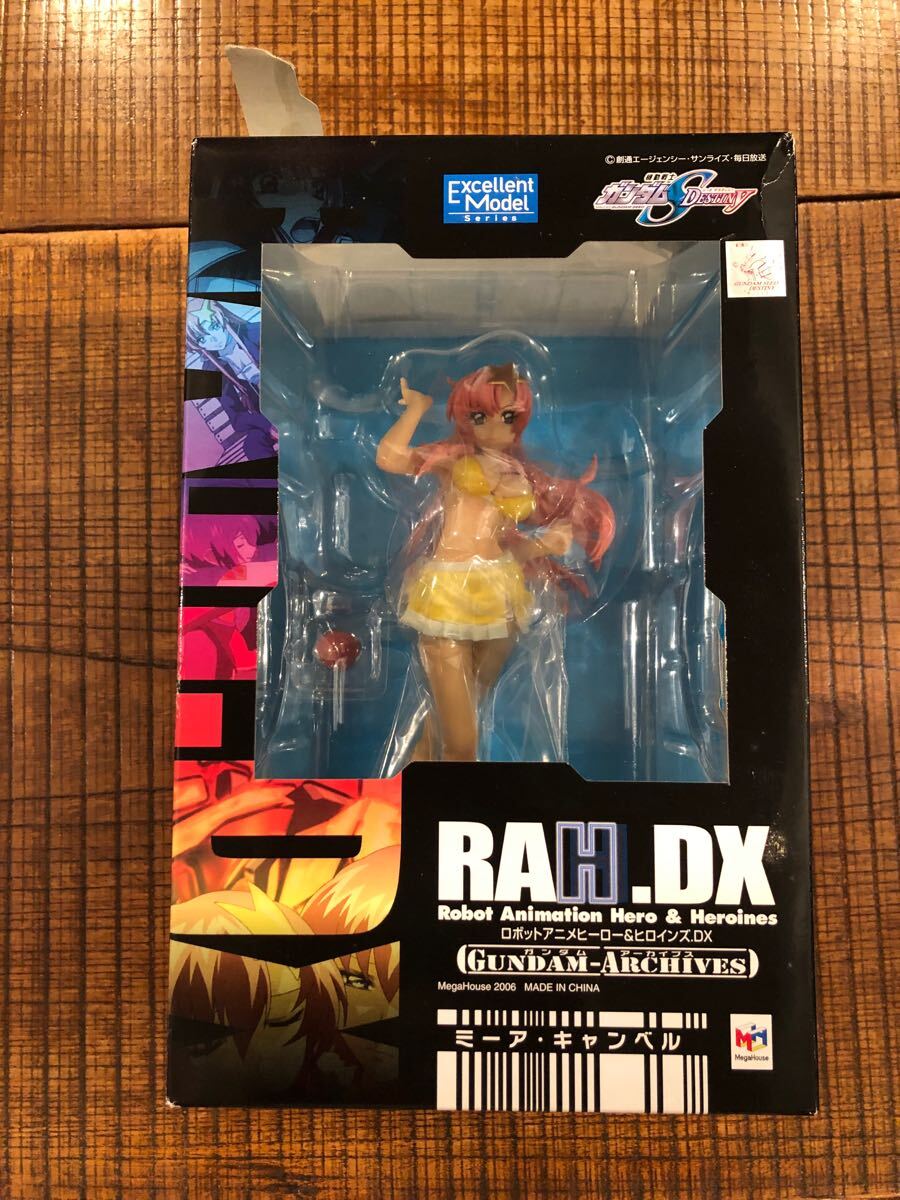 ©創通エージェンシー・サンライズ・毎日放送
Excellent
Model
Series
機動戦士
ガンダムSEED DESTINY
GUNDAM SEED
DESTINY
RAH.DX
Robot Animation Hero & Heroines
ロボットアニメヒーロー&ヒロインズ.DX
ガンダム アーカイブス
GUNDAM-ARCHIVES
MegaHouse 2006 MADE IN CHINA
ミーア・キャンベル
MegaHouse